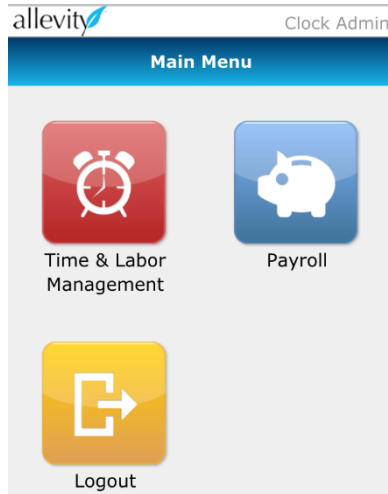 allevity
Clock Admin
Main Menu
Time & Labor
Management
Payroll
Logout